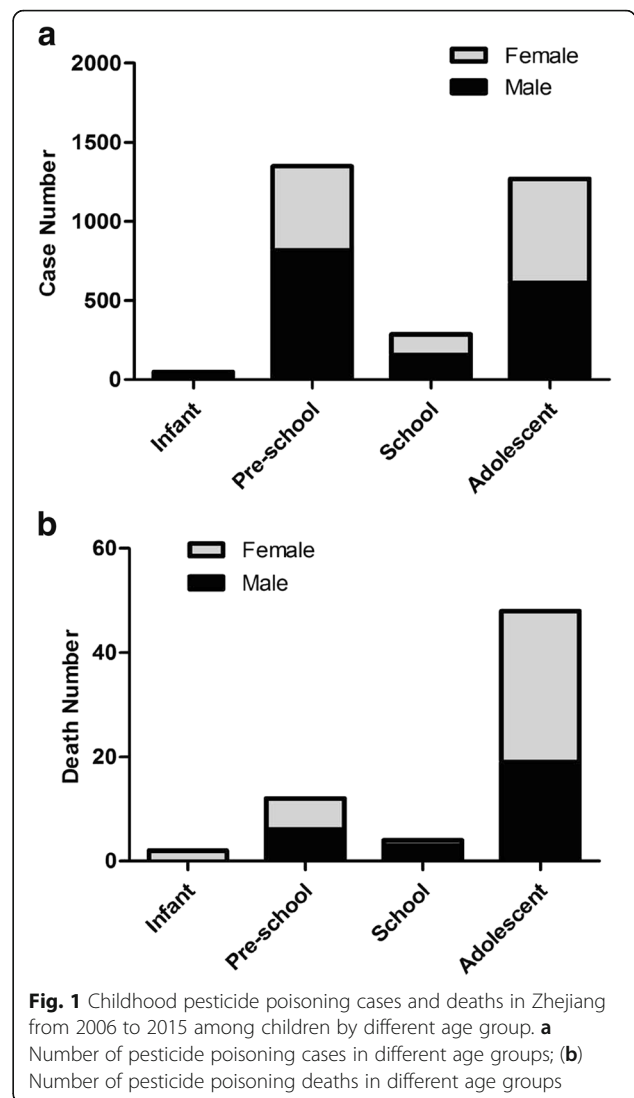 a
Female
Male
2000
1500
1000
500
0
Case Number
Infant
Pre-school
School
Adolescent
b
Female
Male
60
40
20
0
Death Number
Infant
Pre-school
School
Adolescent
Fig. 1 Childhood pesticide poisoning cases and deaths in Zhejiang
from 2006 to 2015 among children by different age group. a
Number of pesticide poisoning cases in different age groups; (b)
Number of pesticide poisoning deaths in different age groups